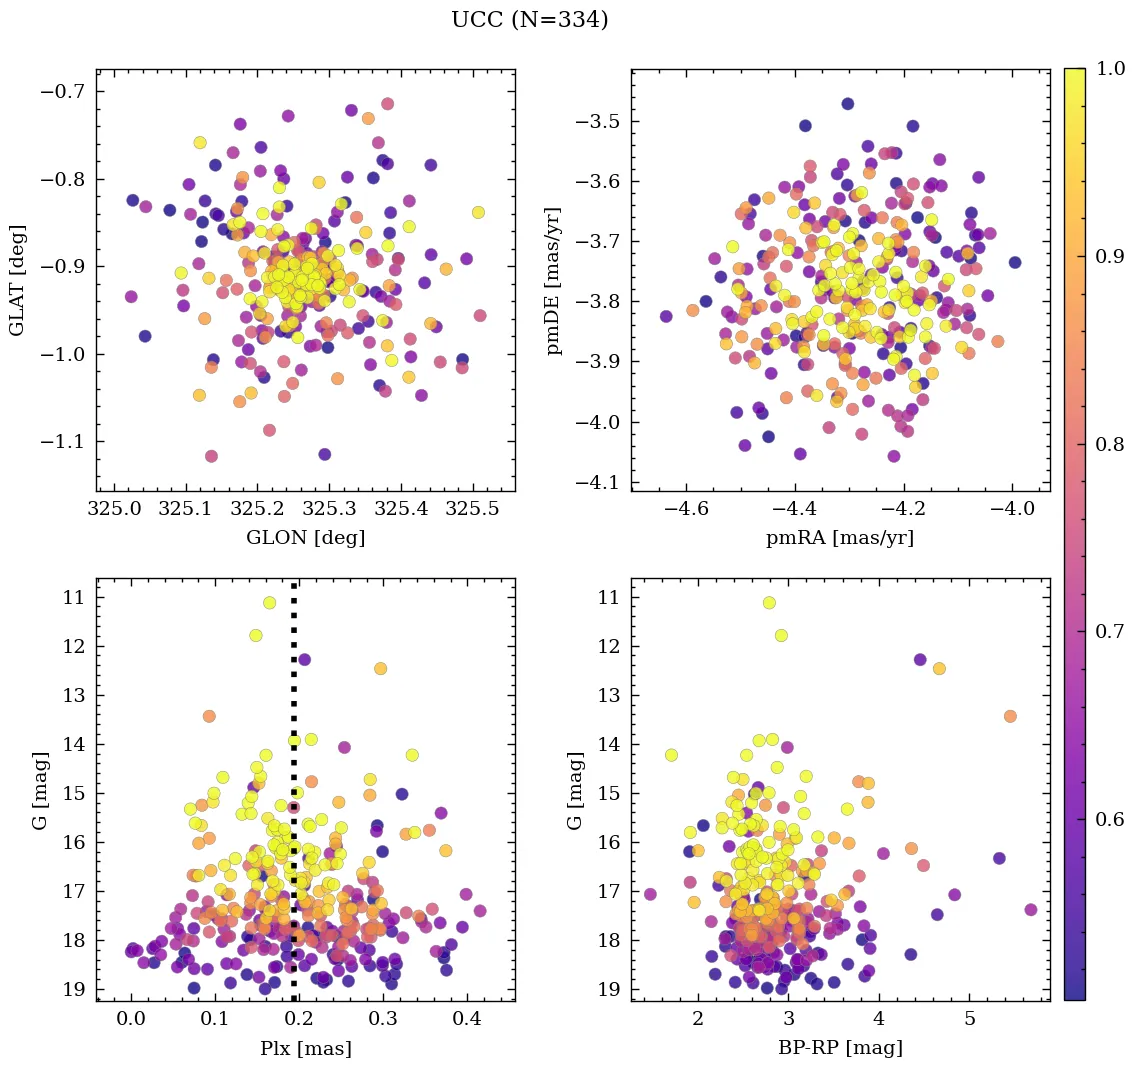 UCC (N=334)
−0.7
−0.8
−0.9
−1.0
−1.1
GLAT [deg]
325.0 325.1 325.2 325.3 325.4 325.5
GLON [deg]
−3.5
−3.6
−3.7
−3.8
−3.9
−4.0
−4.1
pmDE [mas/yr]
−4.6 −4.4 −4.2 −4.0
pmRA [mas/yr]
1.0
0.9
0.8
0.7
0.6
11
12
13
14
15
16
17
18
19
G [mag]
0.0 0.1 0.2 0.3 0.4
Plx [mas]
11
12
13
14
15
16
17
18
19
G [mag]
2 3 4 5
BP-RP [mag]